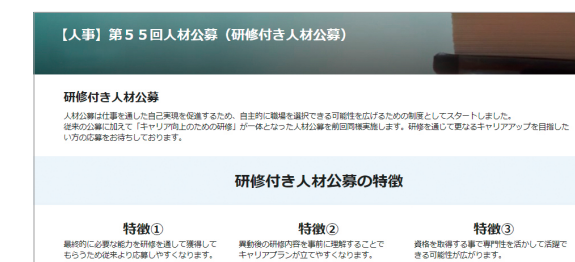 【人事】第５５回人材公募（研修付き人材公募）
研修付き人材公募
人材公募は仕事を通した自己実現を促進するため、自主的に職場を選択できる可能性を広げるための制度としてスタートしました。
従来の公募に加えて「キャリア向上のための研修」が一体となった人材公募を前回同様実施します。研修を通じて更なるキャリアアップを目指した
い方の応募をお待ちしております。
研修付き人材公募の特徴
特徴①
最終的に必要な能力を研修を通して獲得して
もらうため従来より応募しやすくなります。
特徴②
異動後の研修内容を事前に理解することで
キャリアプランが立てやすくなります。
特徴③
資格を取得する事で専門性を活かして活躍で
きる可能性が広がります。